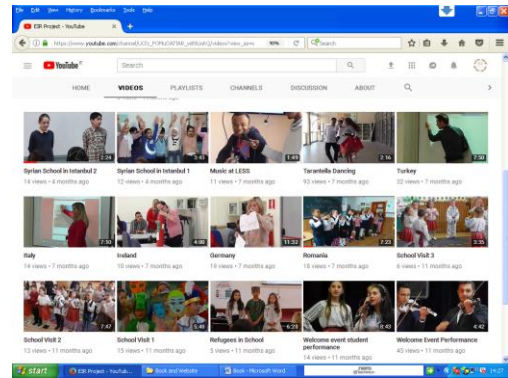 File Edit View History Bookmarks Tools Help
EIR Project - YouTube
90%
Search
YouTube
Search
HOME VIDEOS PLAYLISTS CHANNELS DISCUSSION ABOUT
2:24 3:43 1:49 2:16 7:50
Syrian School in Istanbul 2 Syrian School in Istanbul 1 Music at LESS Tarantella Dancing Turkey
14 views • 4 months ago 12 views • 4 months ago 11 views • 7 months ago 93 views • 7 months ago 22 views • 7 months ago
7:10 4:08 11:32 7:23 3:35
Italy Ireland Germany Romania School Visit 3
14 views • 7 months ago 10 views • 7 months ago 18 views • 7 months ago 18 views • 7 months ago 6 views • 11 months ago
7:47 5:40 6:28 8:43 4:42
School Visit 2 School Visit 1 Refugees in School Welcome event student performance Welcome Event Performance
13 views • 11 months ago 15 views • 11 months ago 5 views • 11 months ago 14 views • 11 months ago 45 views • 11 months ago
start EIR Project - YouTub... Book and Website Book - Microsoft Word 14:27